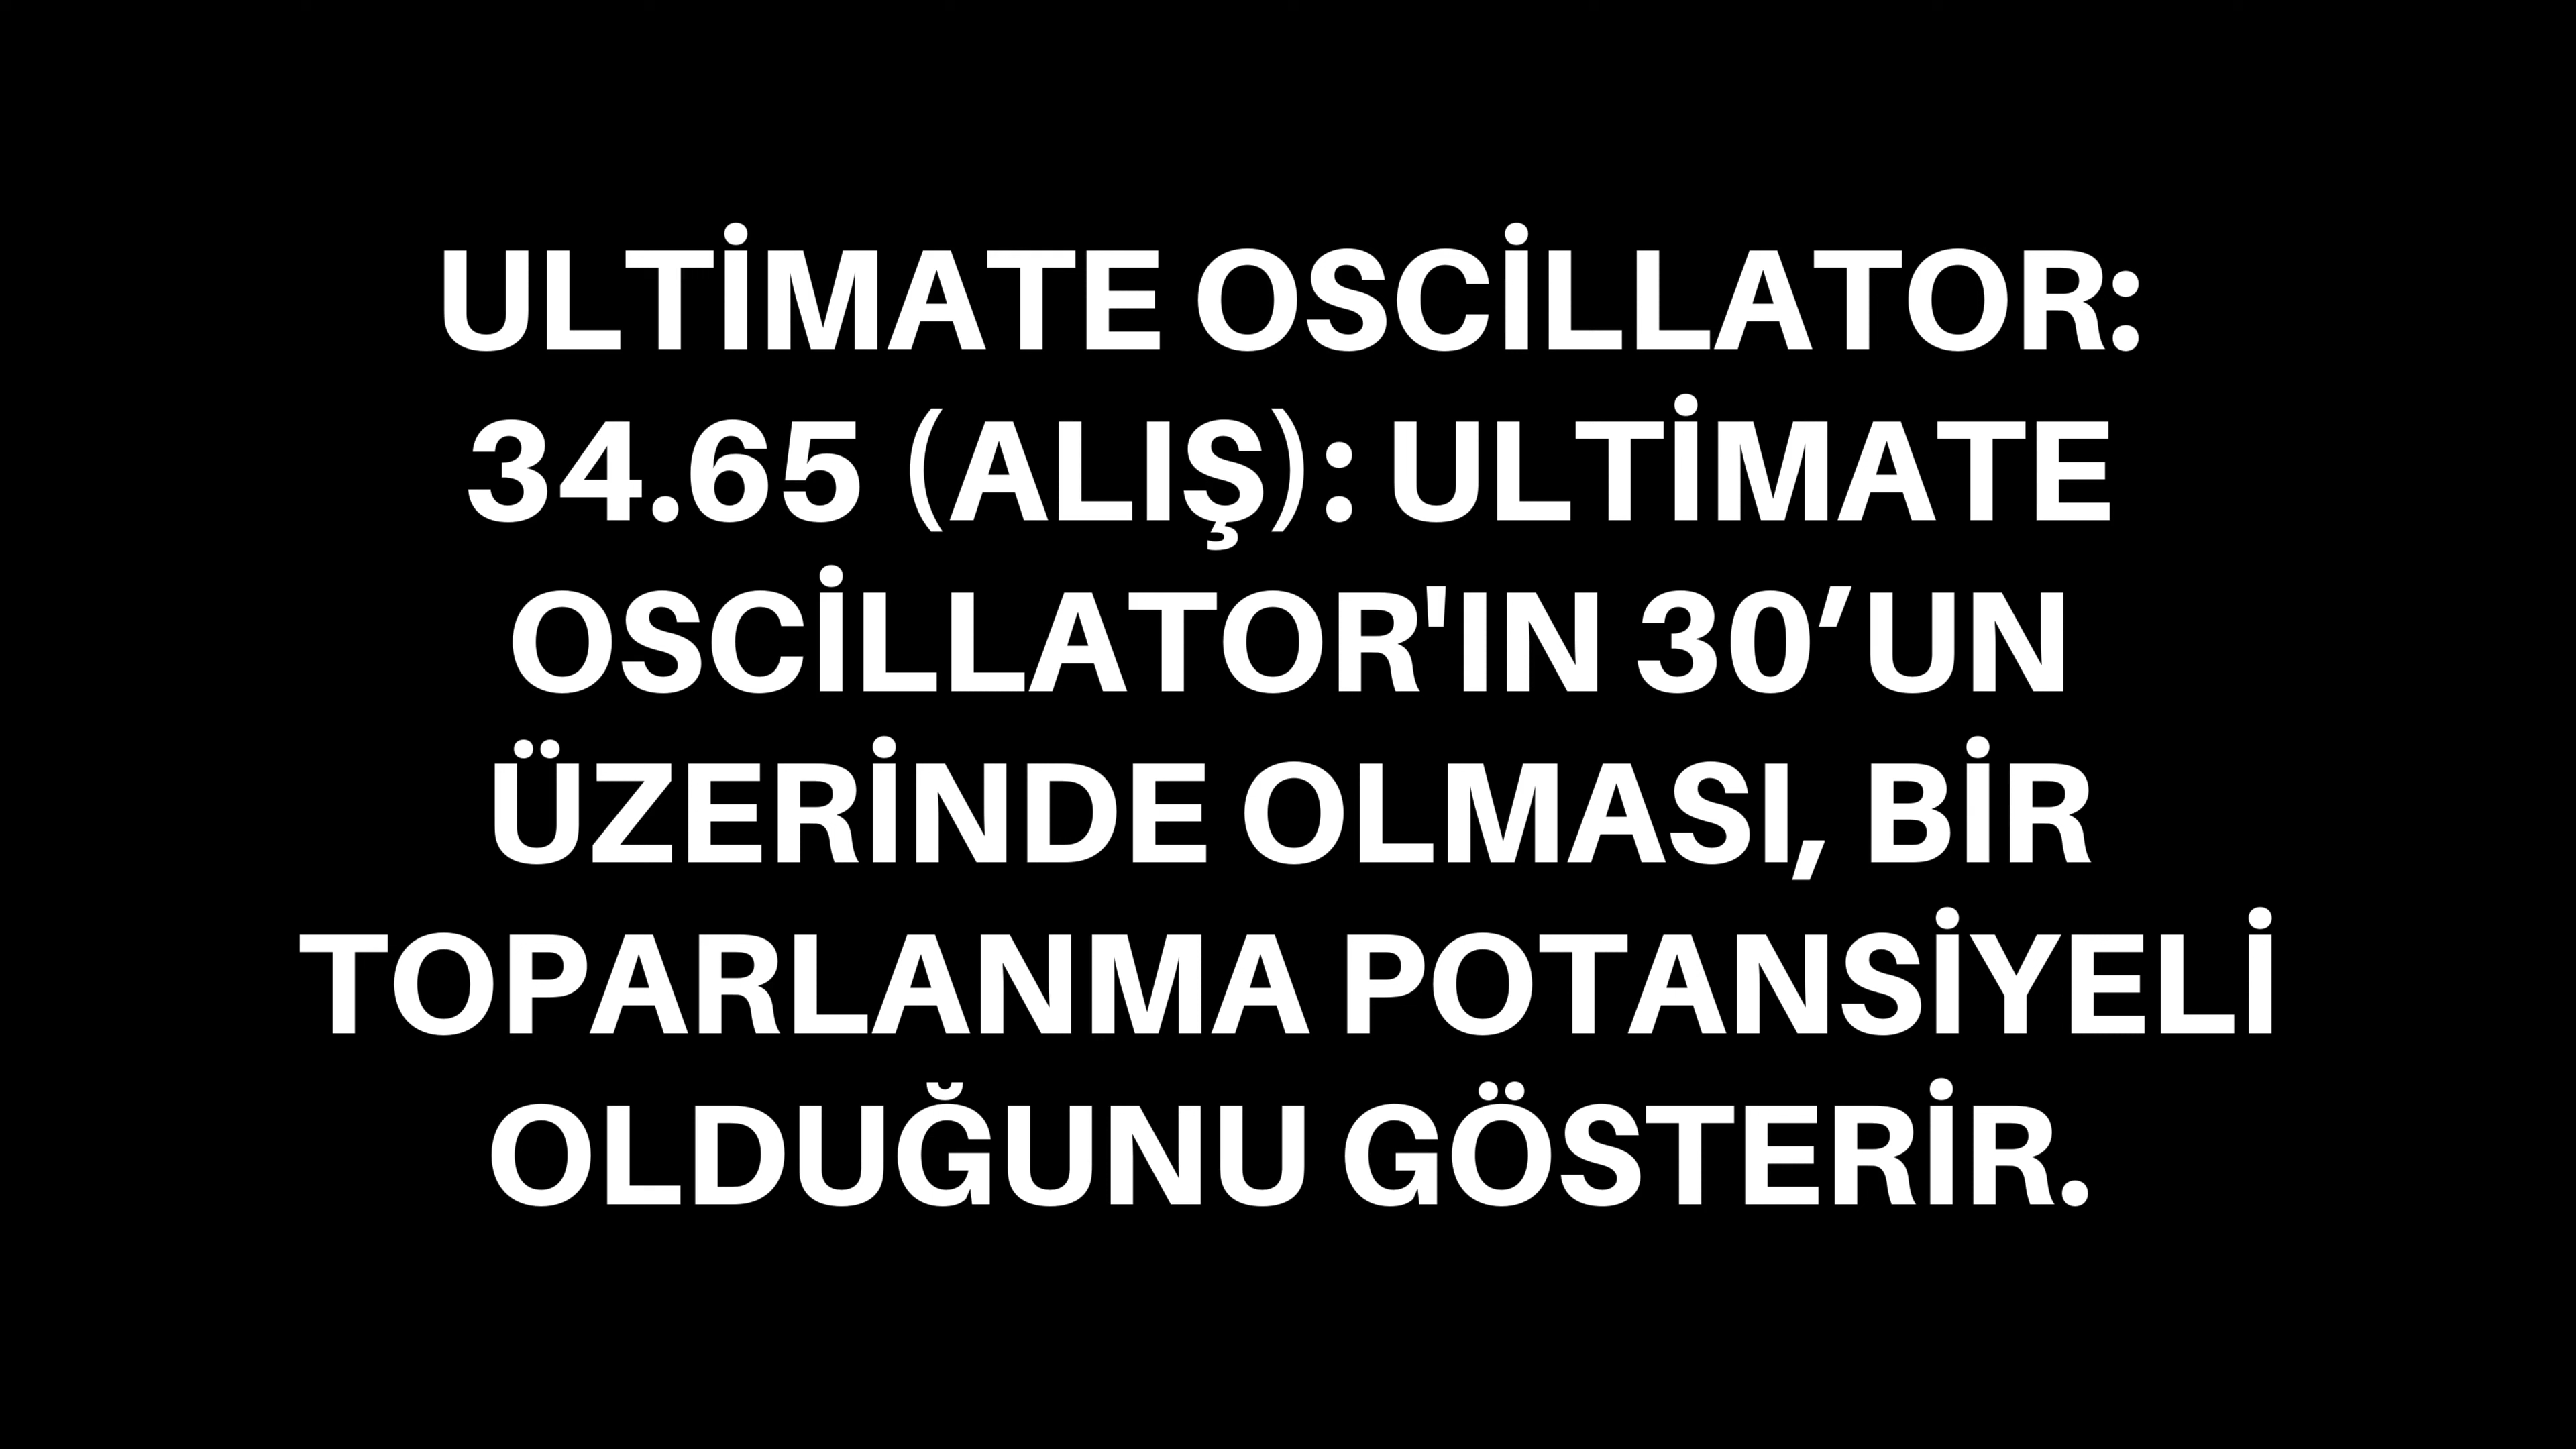 ULTİMATE OSCİLLATOR:
34.65 (ALIŞ): ULTİMATE
OSCİLLATOR'IN 30’UN
ÜZERİNDE OLMASI, BİR
TOPARLANMA POTANSİYELİ
OLDUĞUNU GÖSTERİR.